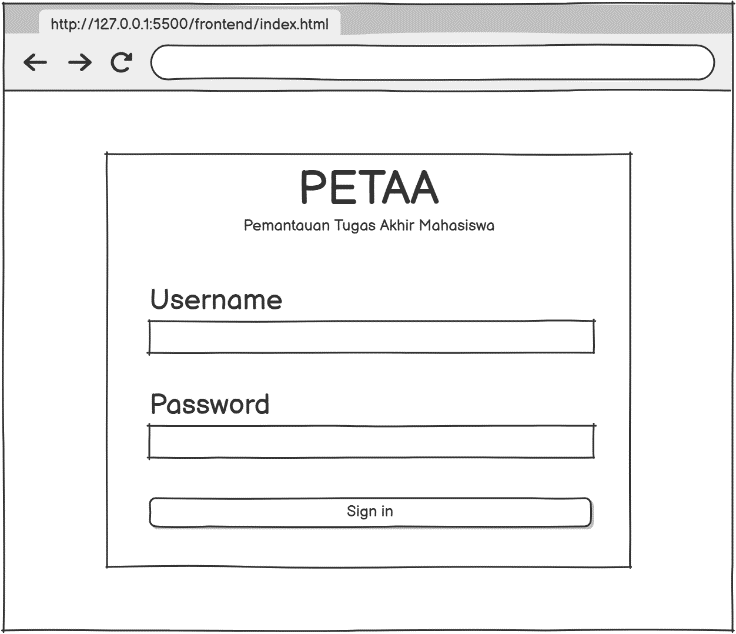 http://127.0.0.1:5500/frontend/index.html
PETAA
Pemantauan Tugas Akhir Mahasiswa
Username
Password
Sign in